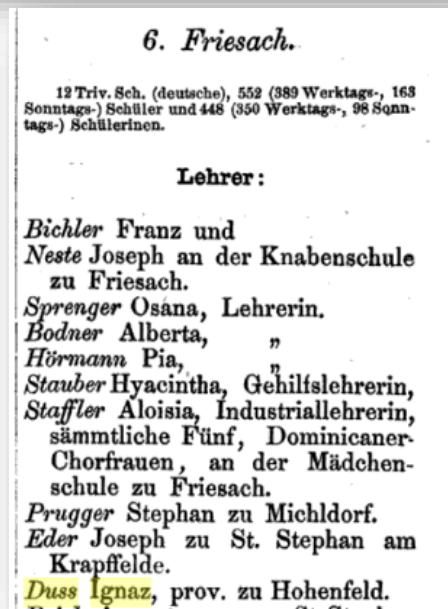 6. Friesach.
12 Triv. Sch. (deutsche), 552 (389 Werktags-, 163
Sonntags-) Schüler und 448 (350 Werktags-, 98 Sonn-
tags-) Schülerinen.
Lehrer:
Bichler Franz und
Neste Joseph an der Knabenschule
zu Friesach.
Sprenger Osana, Lehrerin.
Bodner Alberta, „
Hörmann Pia, „
Stauber Hyacintha, Gehilfslehrerin,
Staffler Aloisia, Industriallehrerin,
sämmtliche Fünf, Dominicaner-
Chorfrauen, an der Mädchen-
schule zu Friesach.
Prugger Stephan zu Michldorf.
Eder Joseph zu St. Stephan am
Krapffelde.
Duss Ignaz, prov. zu Hohenfeld.